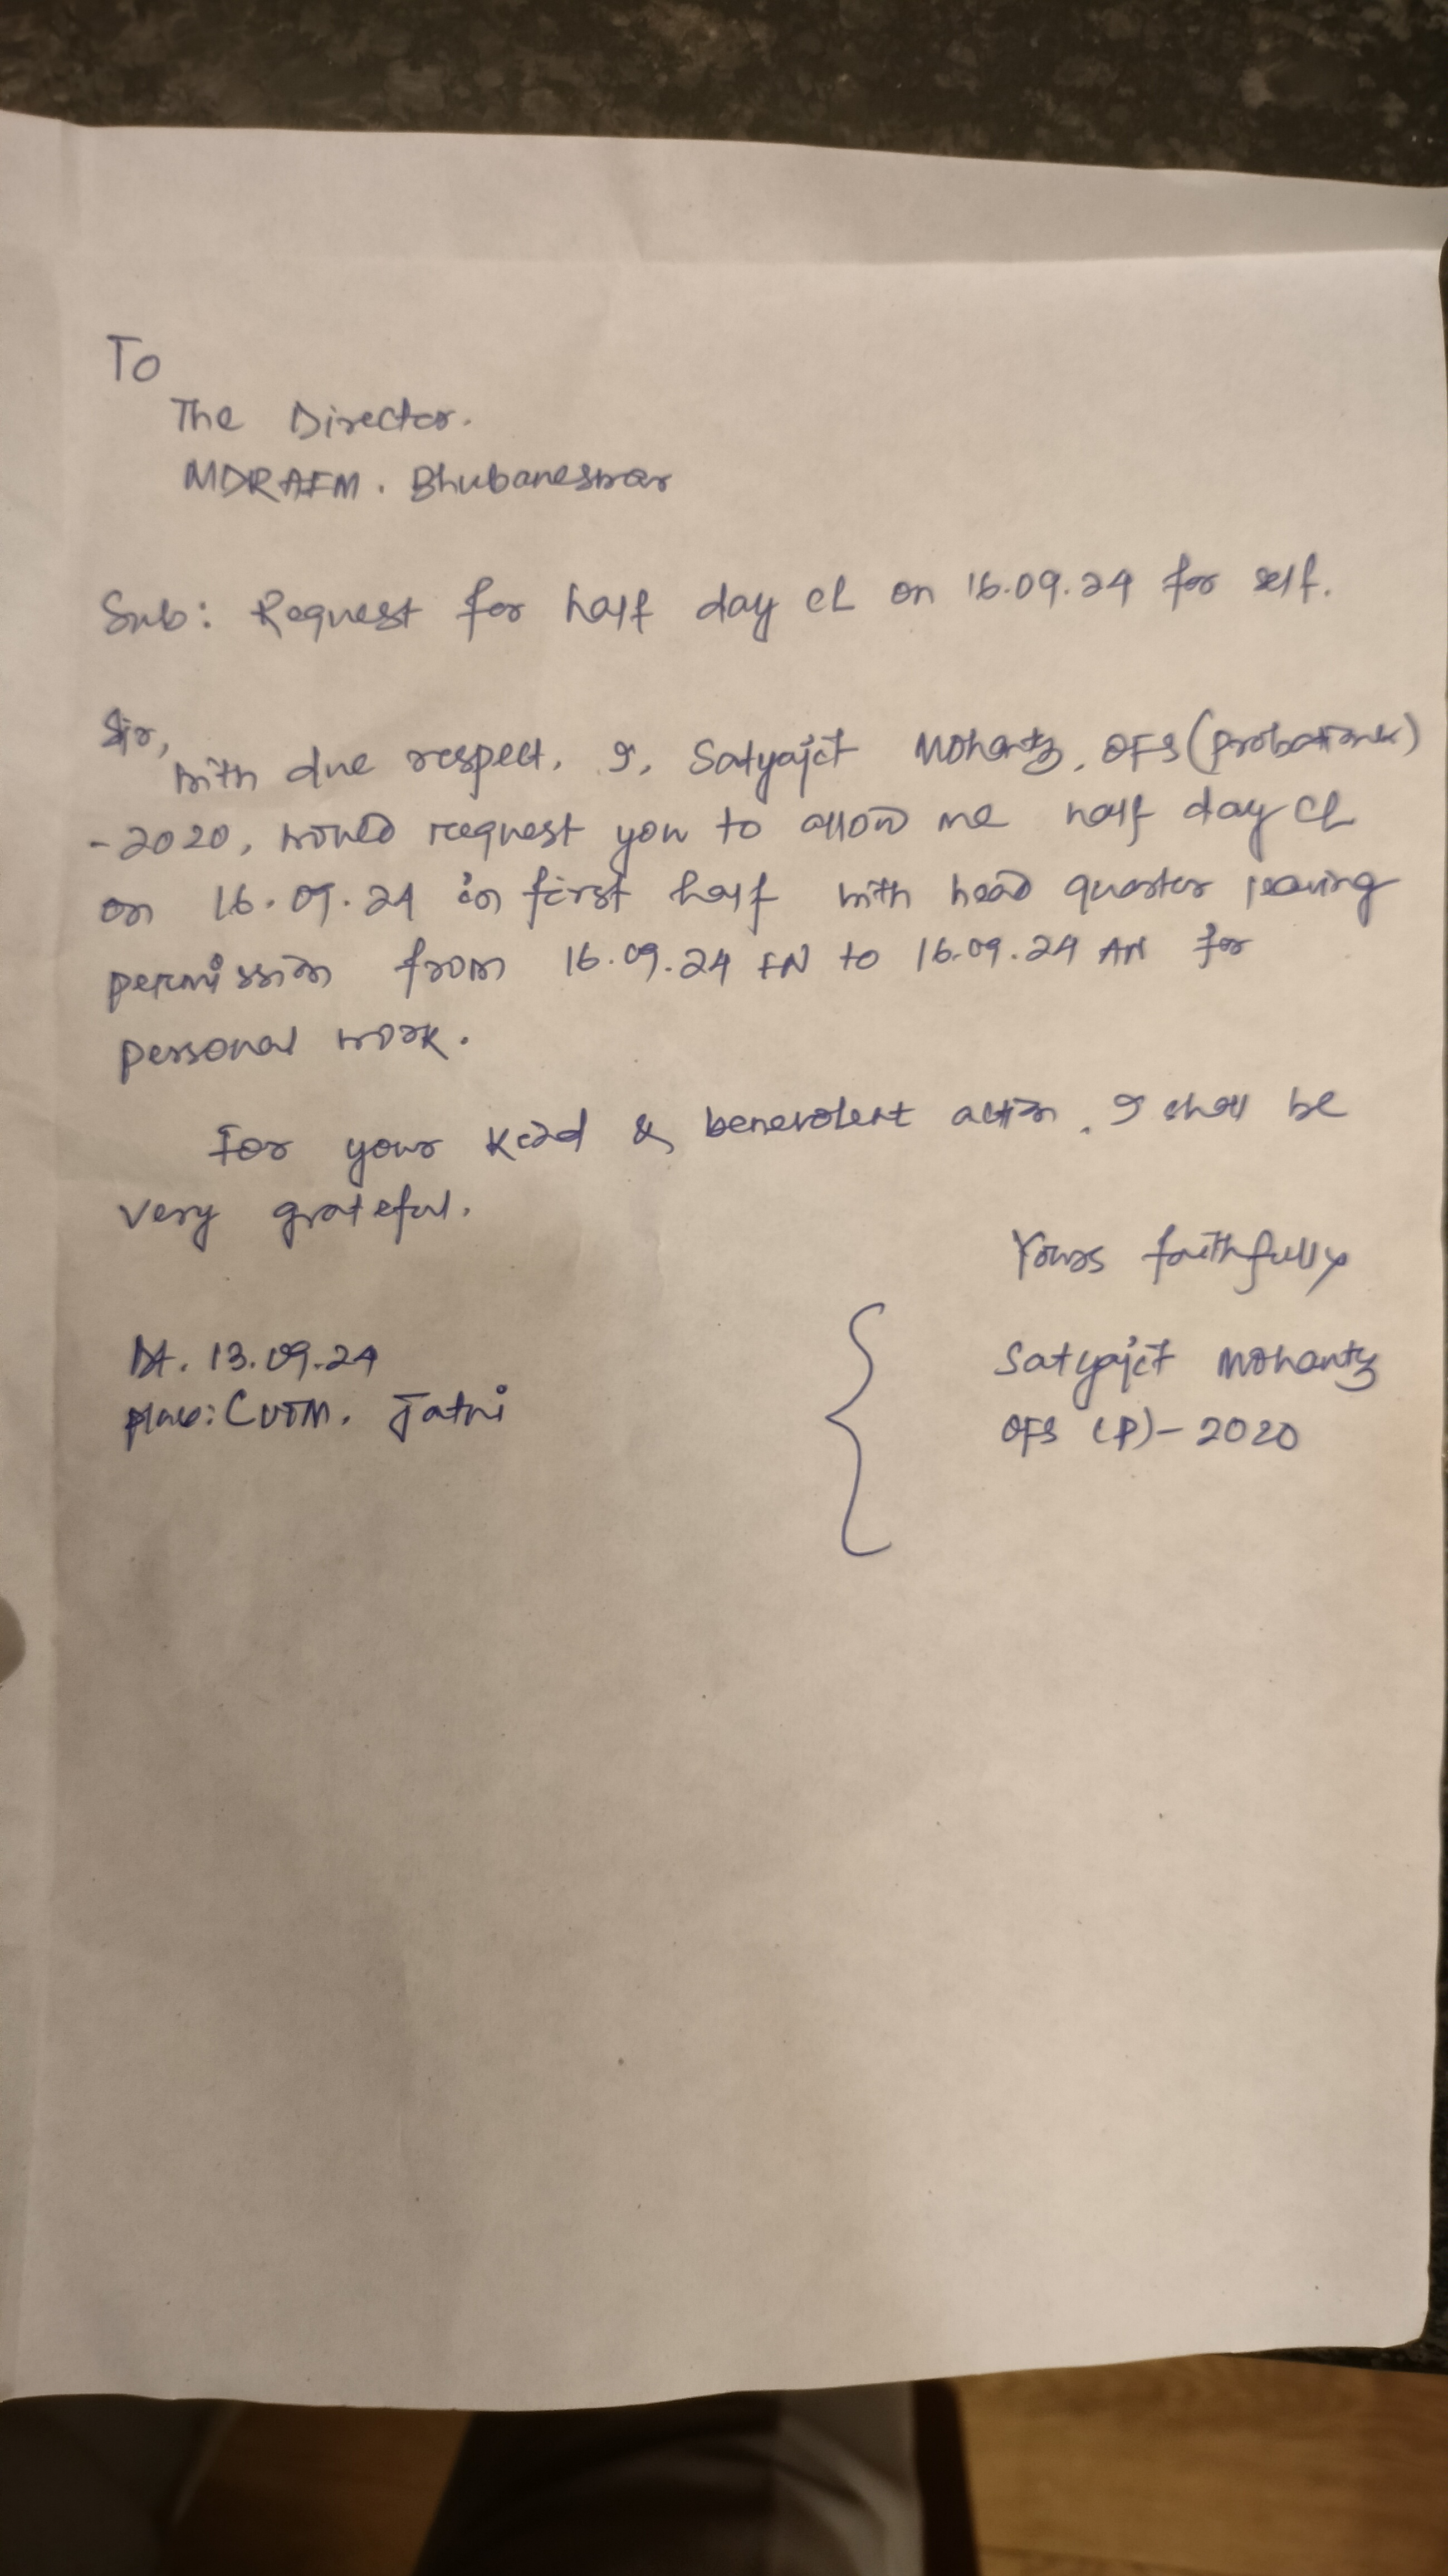 To
The Director.
MDRAFM. Bhubaneswar
Sub: Request for half day CL on 16.09.24 for self.
Sir,
with due respect, I, Satyajit Mohanty, OFS (Probationer)
-2020, would request you to allow me half day CL
on 16.09.24 in first half with head quarter leaving
permission from 16.09.24 FN to 16.09.24 AN for
personal work.
For your kind & benevolent action, I shall be
very grateful.
Yours faithfully
Dt. 13.09.24
Place: CUTM, Jatni
Satyajit Mohanty
OFS (P)-2020